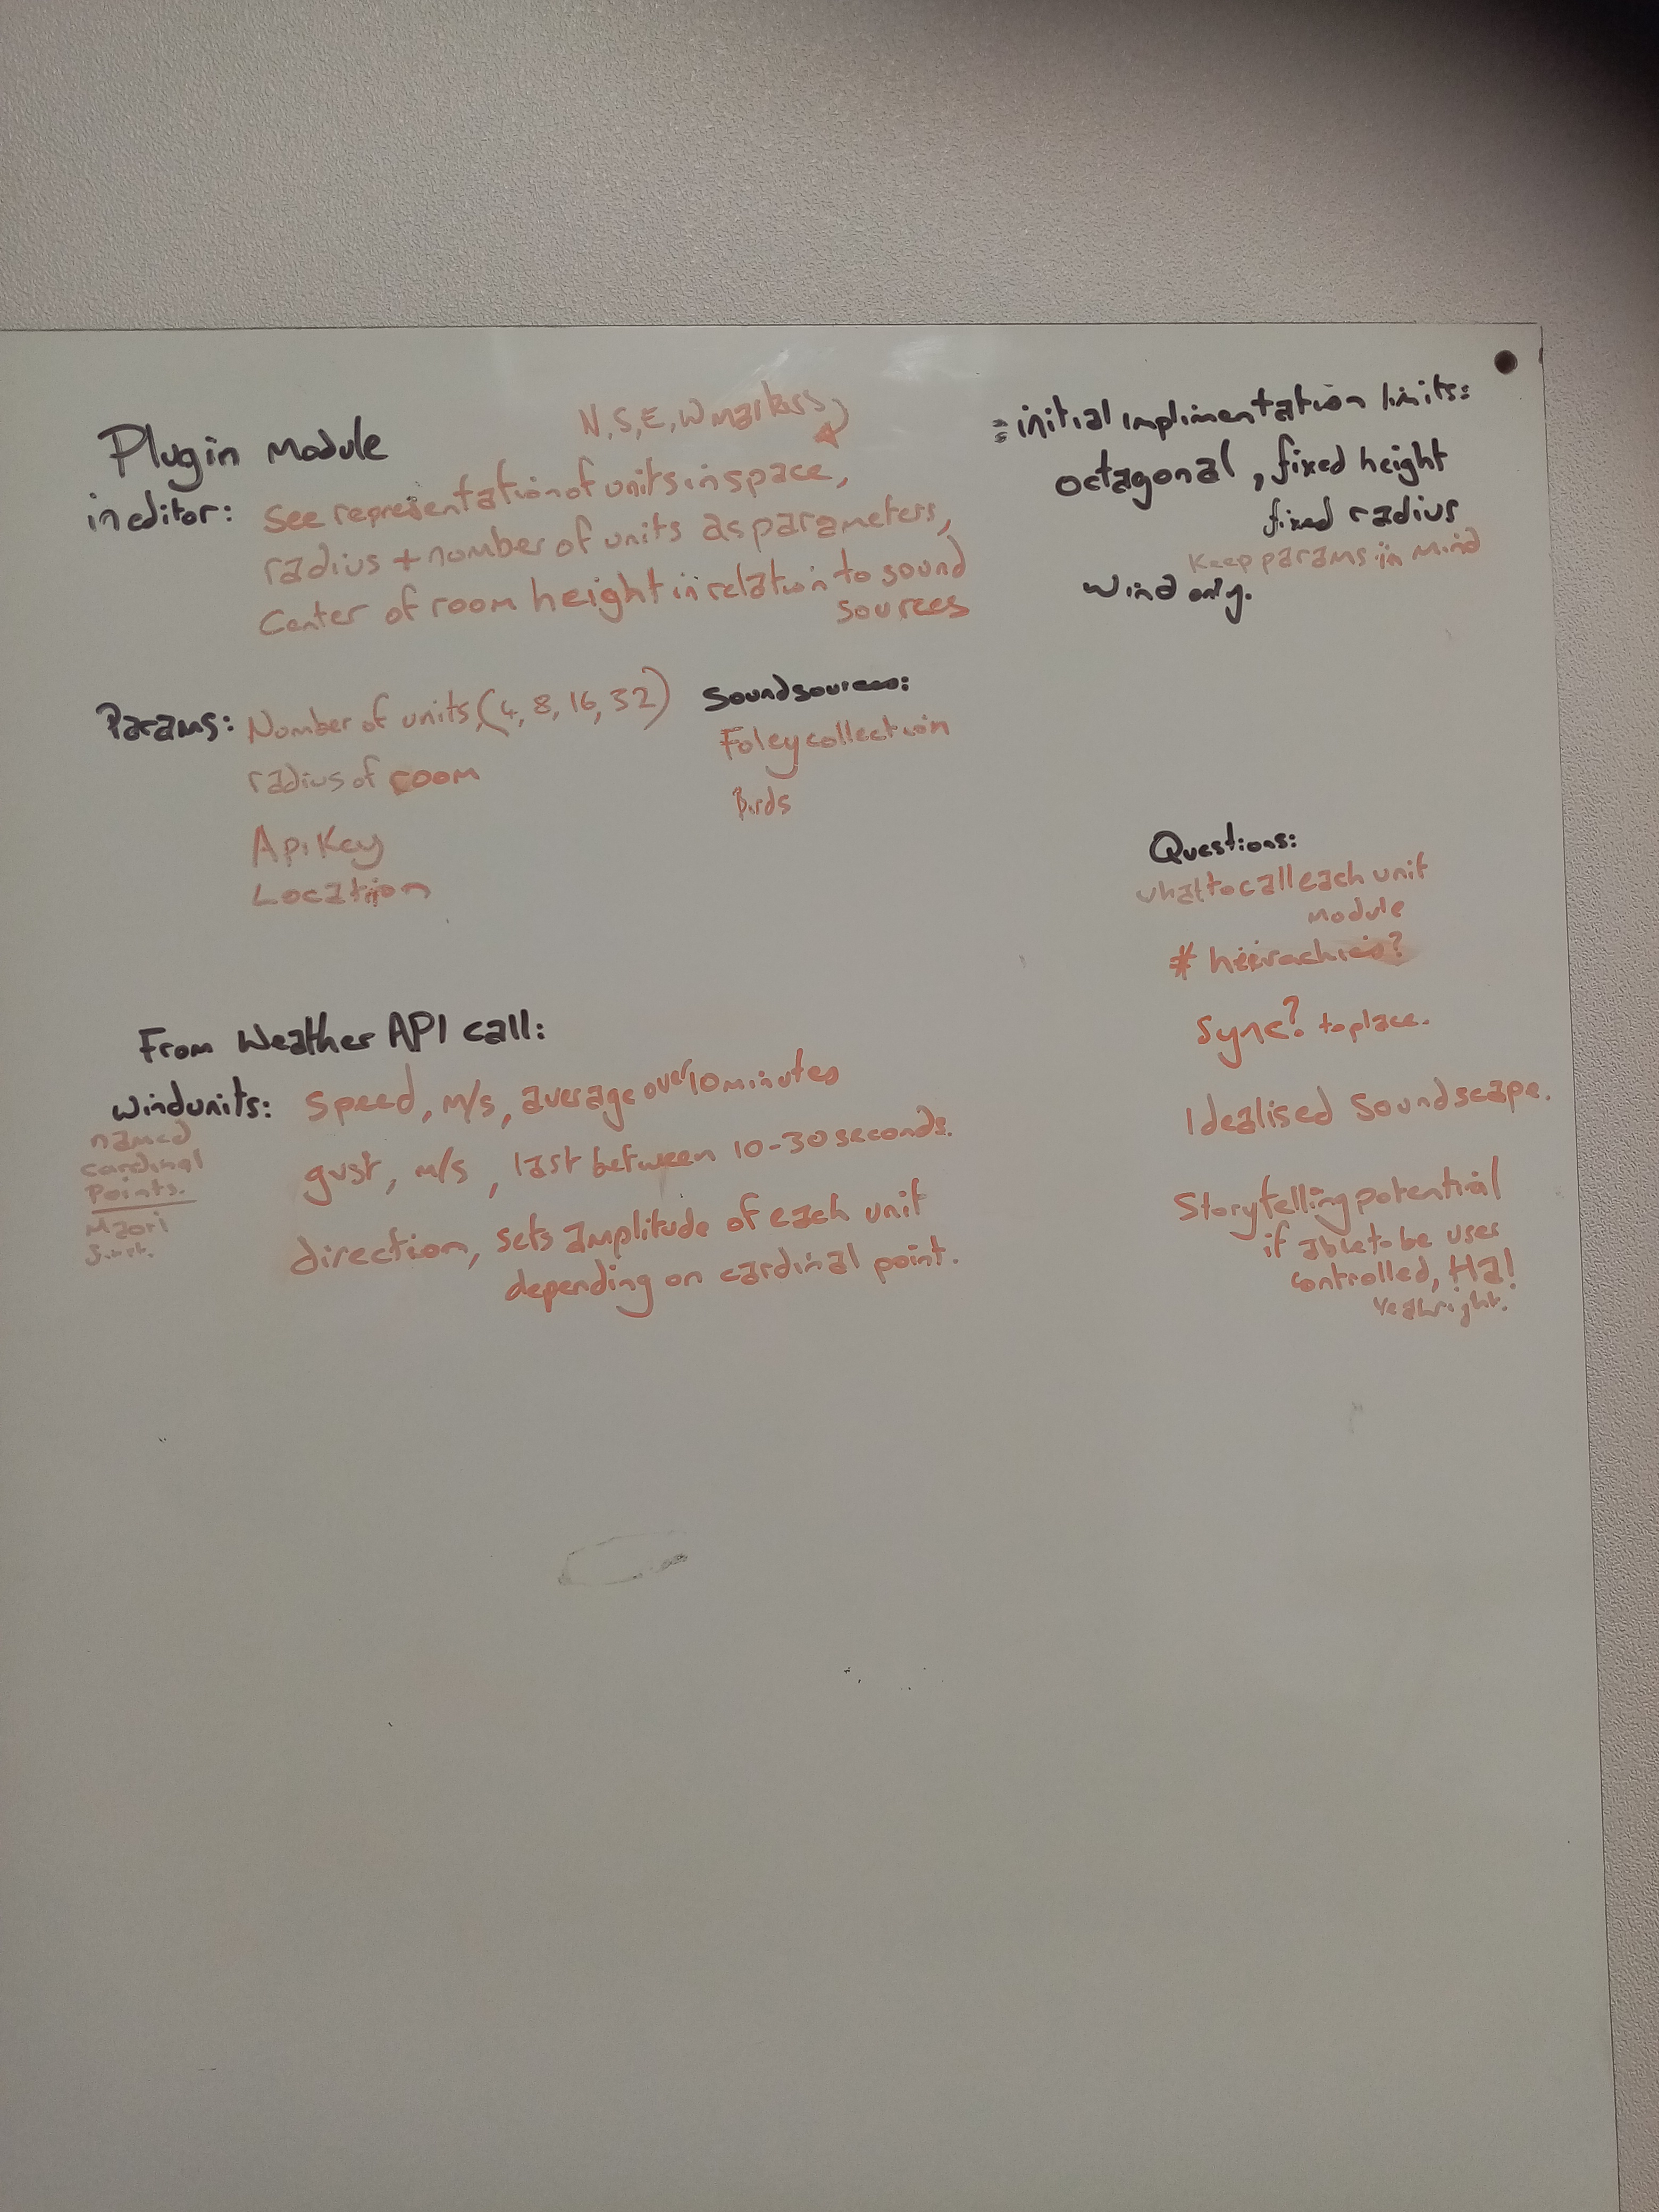 Plugin Module
N, S, E, W markers
in editor: See representation of units in space,
radius + number of units as parameters,
Center of room height in relation to sound
sources
= initial implimentation limits:
octagonal, fixed height
fixed radius
Keep params in mind
Wind only.
Params: Number of units, (4, 8, 16, 32)
radius of room
Api Key
Location
Sound sources:
Foley collection
Birds
Questions:
what to call each unit
module
# heirachies?
Sync? to place.
Idealised Soundscape.
Storytelling potential
if able to be user
controlled, Ha!
Yeah right.
From Weather API call:
wind units: Speed, m/s, average over 10 minutes
gust, m/s, last between 10-30 seconds.
direction, sets amplitude of each unit
depending on cardinal point.
named
cardinal
Points.
Maori